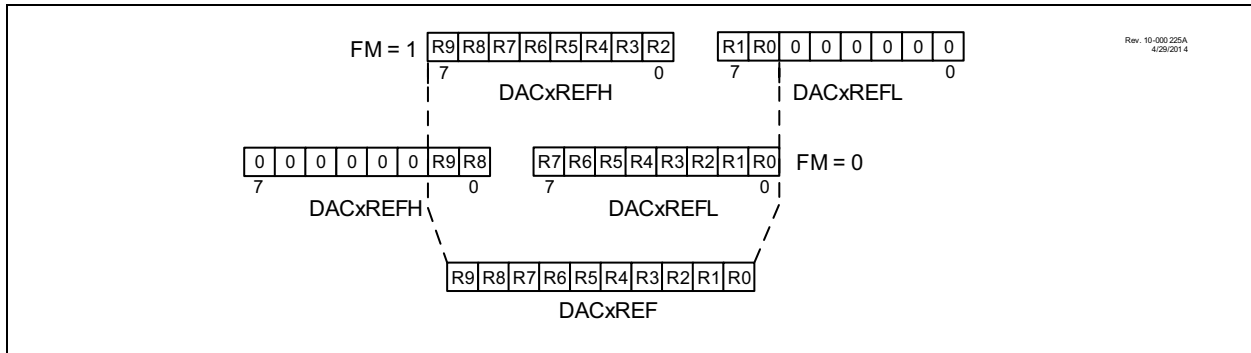 FM = 1 R9 R8 R7 R6 R5 R4 R3 R2 R1 R0 0 0 0 0 0 0
7 0 7 0
DACxREFH DACxREFL
Rev. 10-000 225A
4/29/201 4
0 0 0 0 0 0 R9 R8 R7 R6 R5 R4 R3 R2 R1 R0 FM = 0
7 0 7 0
DACxREFH DACxREFL
R9 R8 R7 R6 R5 R4 R3 R2 R1 R0
DACxREF